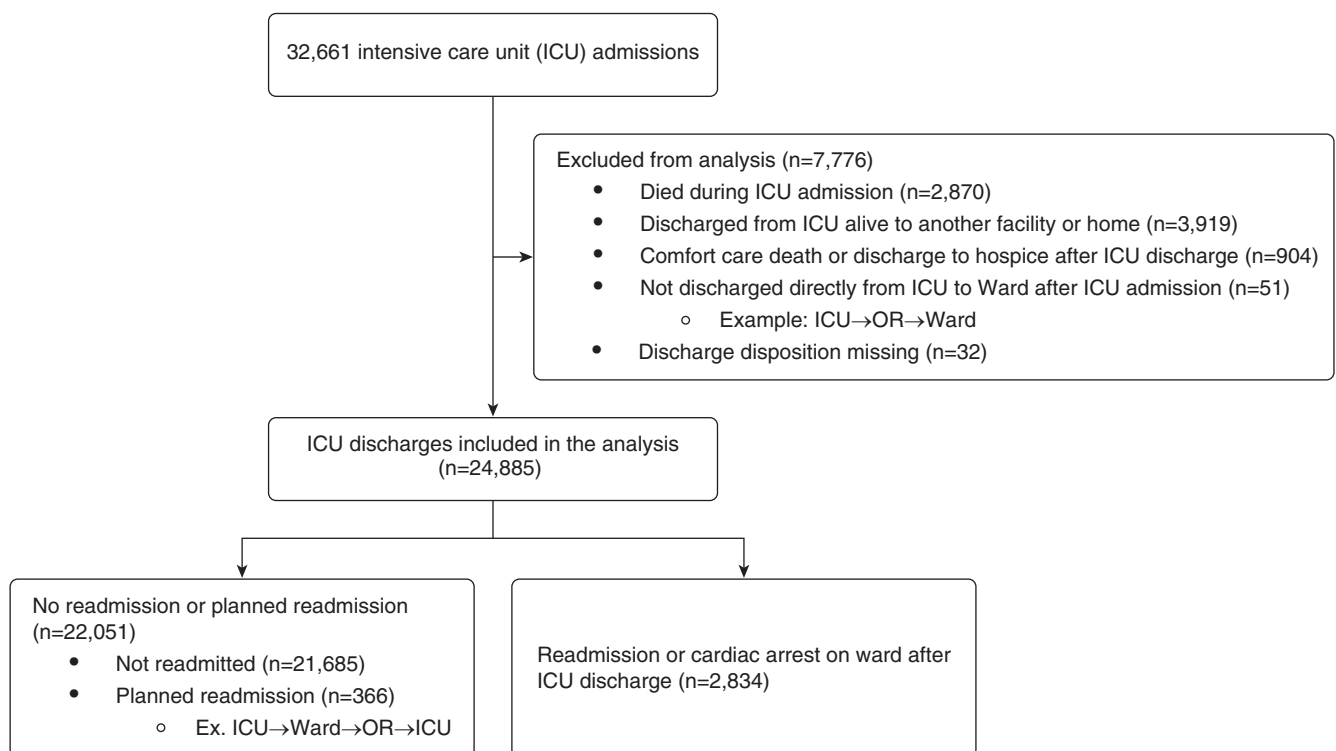 32,661 intensive care unit (ICU) admissions
Excluded from analysis (n=7,776)
• Died during ICU admission (n=2,870)
• Discharged from ICU alive to another facility or home (n=3,919)
• Comfort care death or discharge to hospice after ICU discharge (n=904)
• Not discharged directly from ICU to Ward after ICU admission (n=51)
○ Example: ICU→OR→Ward
• Discharge disposition missing (n=32)
ICU discharges included in the analysis
(n=24,885)
No readmission or planned readmission
(n=22,051)
• Not readmitted (n=21,685)
• Planned readmission (n=366)
○ Ex. ICU→Ward→OR→ICU
Readmission or cardiac arrest on ward after
ICU discharge (n=2,834)